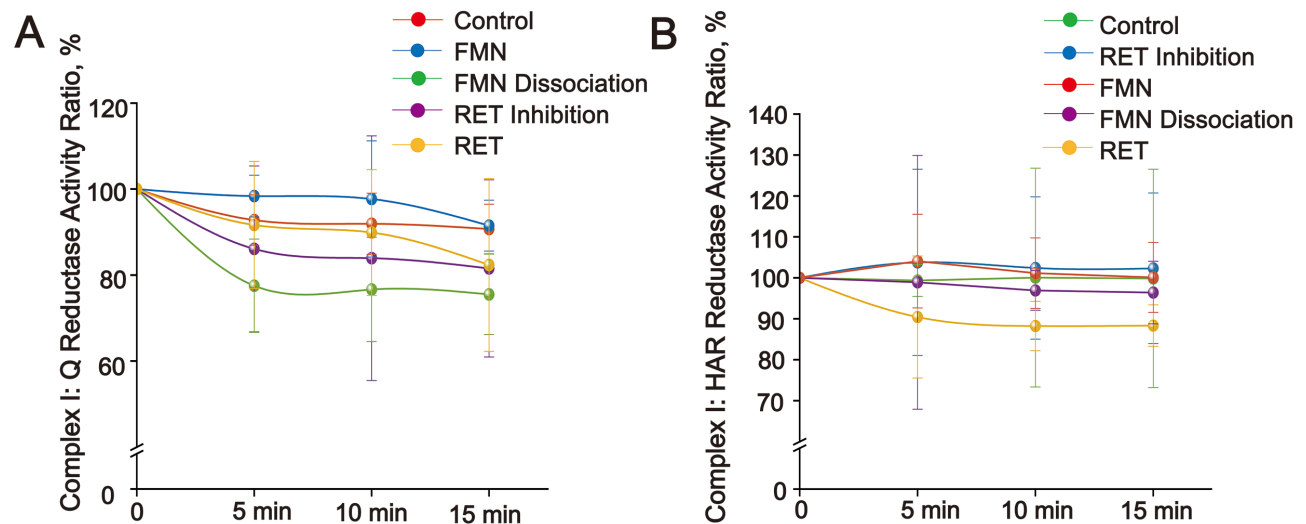 A
Complex I: Q Reductase Activity Ratio, %
Control
FMN
FMN Dissociation
RET Inhibition
RET
120
100
80
60
0
0
5 min
10 min
15 min
B
Complex I: HAR Reductase Activity Ratio, %
Control
RET Inhibition
FMN
FMN Dissociation
RET
140
130
120
110
100
90
80
70
0
0
5 min
10 min
15 min